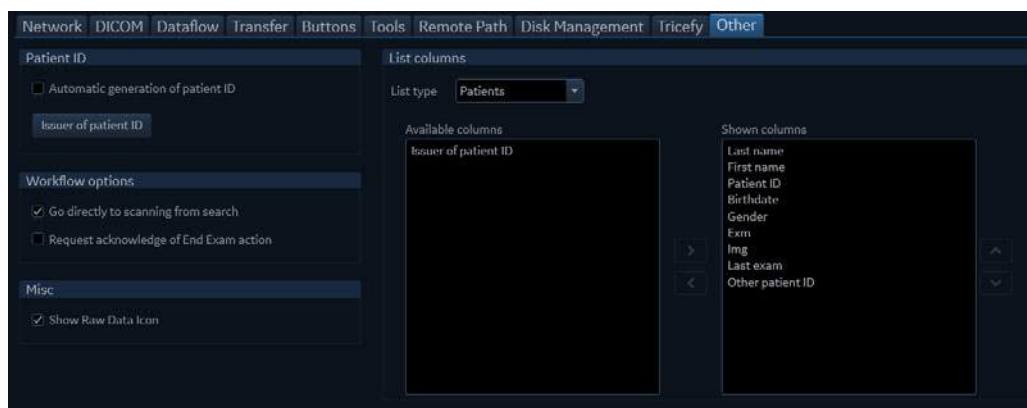 Network DICOM Dataflow Transfer Buttons Tools Remote Path Disk Management Tricefy Other
Patient ID
Automatic generation of patient ID
Issuer of patient ID
Workflow options
Go directly to scanning from search
Request acknowledge of End Exam action
Misc
Show Raw Data Icon
List columns
List type Patients
Available columns
Issuer of patient ID
Shown columns
Last name
First name
Patient ID
Birthdate
Gender
Exm
Img
Last exam
Other patient ID